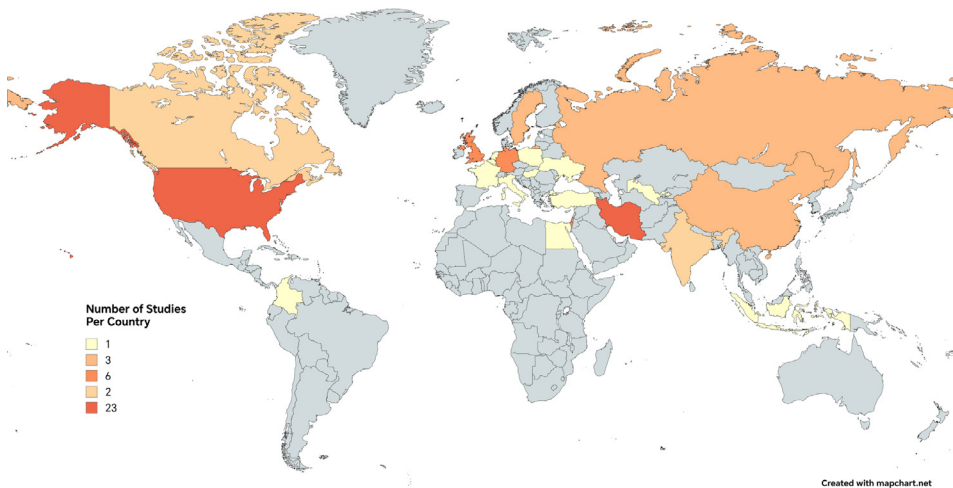 Number of Studies
Per Country
1
3
6
2
23
Created with mapchart.net